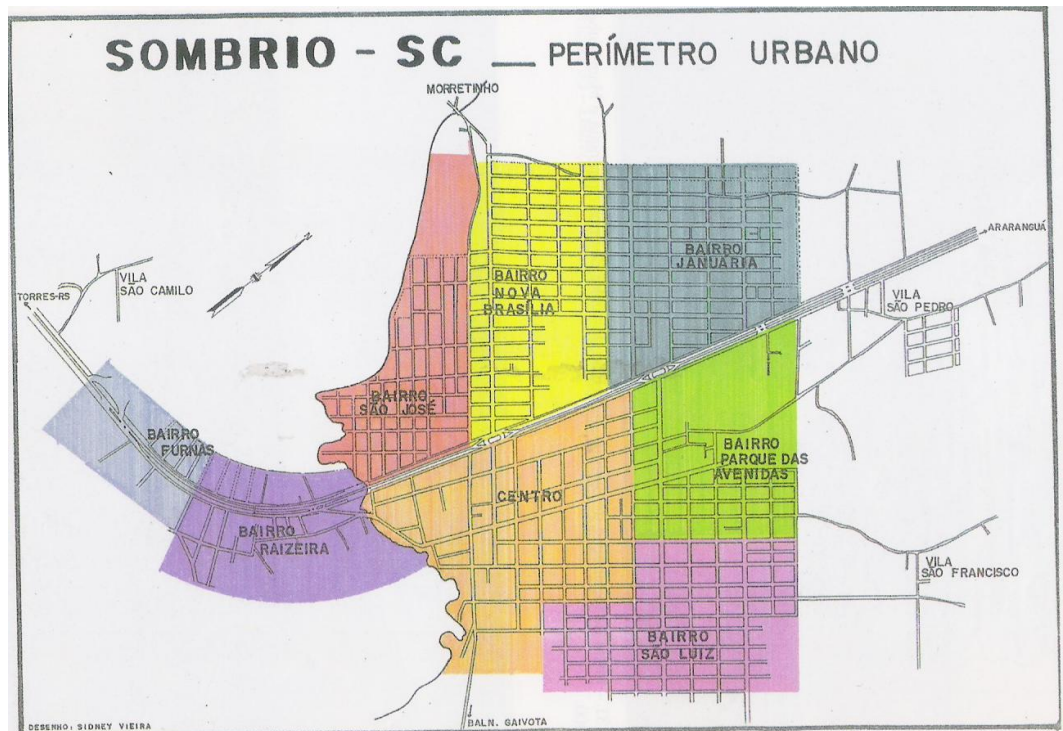 SOMBRIO - SC — PERÍMETRO URBANO
MORRETINHO
ARARANGUÁ
BAIRRO
JANUÁRIA
BAIRRO
NOVA
BRASÍLIA
VILA
SÃO CAMILO
TORRES-RS
VILA
SÃO PEDRO
BAIRRO
SÃO JOSÉ
BAIRRO
FURNAS
BAIRRO
PARQUE DAS
AVENIDAS
CENTRO
BAIRRO
RAIZEIRA
VILA
SÃO FRANCISCO
BAIRRO
SÃO LUIZ
BALN. GAIVOTA
DESENHO: SIDNEY VIEIRA